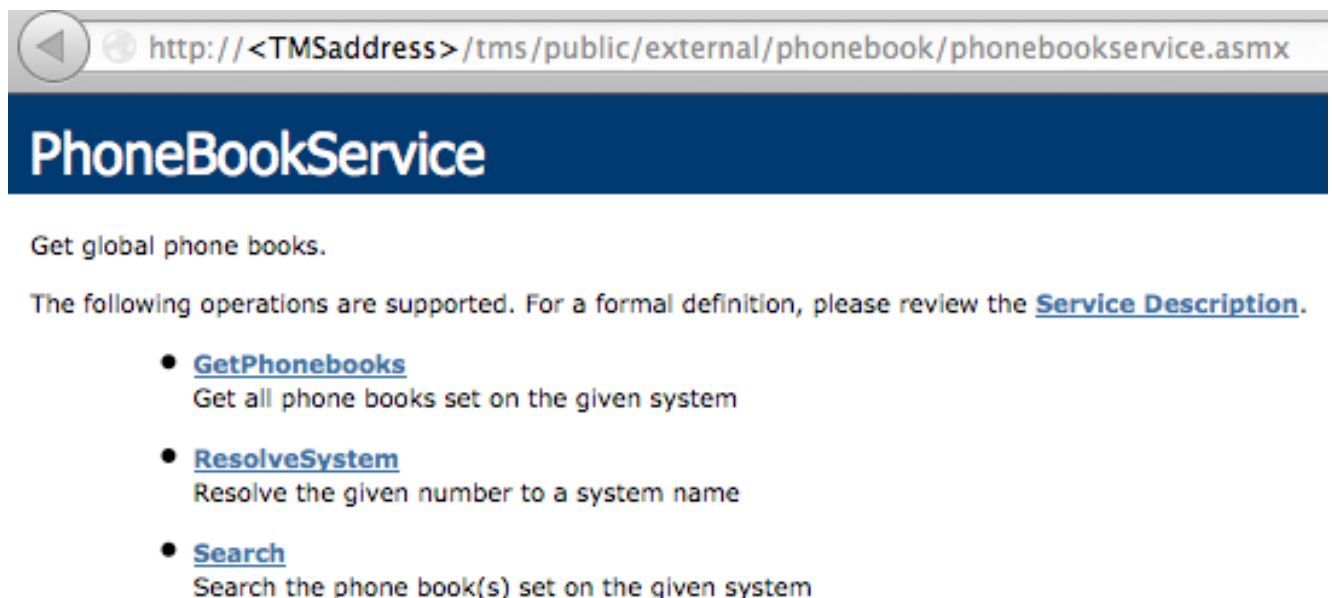 http://<TMSaddress>/tms/public/external/phonebook/phonebookservice.asmx
PhoneBookService
Get global phone books.
The following operations are supported. For a formal definition, please review the Service Description.
• GetPhonebooks
Get all phone books set on the given system
• ResolveSystem
Resolve the given number to a system name
• Search
Search the phone book(s) set on the given system